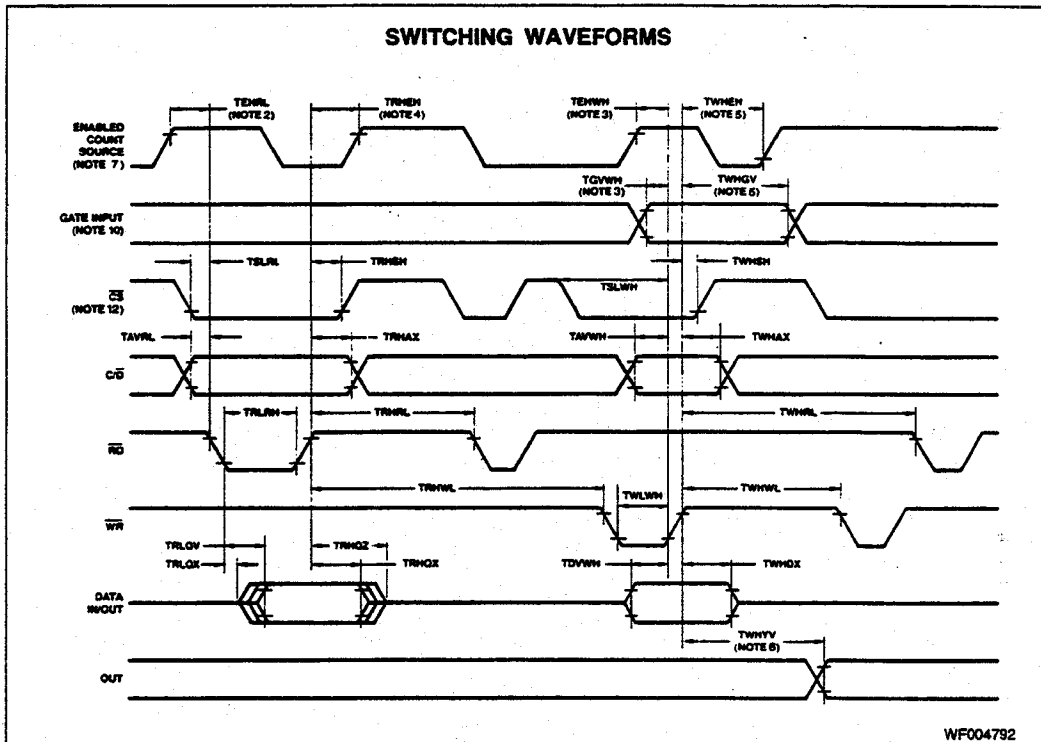 SWITCHING WAVEFORMS
TEHRL
(NOTE 2)
TRHEH
(NOTE 4)
TEHWH
(NOTE 3)
TWHEH
(NOTE 5)
ENABLED
COUNT
SOURCE
(NOTE 7)
TGVWH
(NOTE 3)
TWHGV
(NOTE 5)
GATE INPUT
(NOTE 10)
TSLRL
TRHSH
TSLWH
TWHSH
CS
(NOTE 12)
TAVRL
TRHAX
TAVWH
TWHAX
C/D
TRLRH
TRHRL
TWHRL
RD
TRHWL
TWLWH
TWHWL
WR
TRLQV
TRHQZ
TRLQX
TRHQX
TDVWH
TWHDX
DATA
IN/OUT
TWHYV
(NOTE 6)
OUT
WF004792